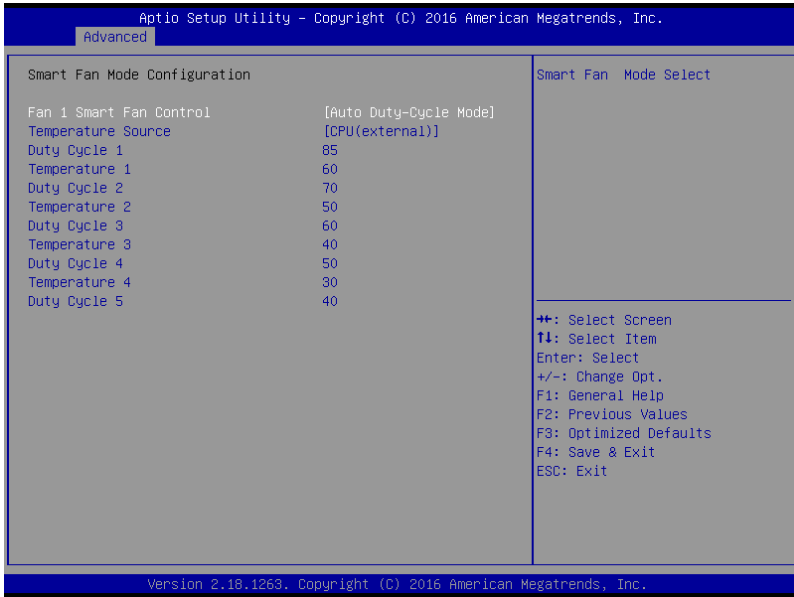 Aptio Setup Utility – Copyright (C) 2016 American Megatrends, Inc.
Advanced
Smart Fan Mode Configuration
Fan 1 Smart Fan Control [Auto Duty-Cycle Mode]
Temperature Source [CPU(external)]
Duty Cycle 1 85
Temperature 1 60
Duty Cycle 2 70
Temperature 2 50
Duty Cycle 3 60
Temperature 3 40
Duty Cycle 4 50
Temperature 4 30
Duty Cycle 5 40
Smart Fan Mode Select
→←: Select Screen
↑↓: Select Item
Enter: Select
+/-: Change Opt.
F1: General Help
F2: Previous Values
F3: Optimized Defaults
F4: Save & Exit
ESC: Exit
Version 2.18.1263. Copyright (C) 2016 American Megatrends, Inc.